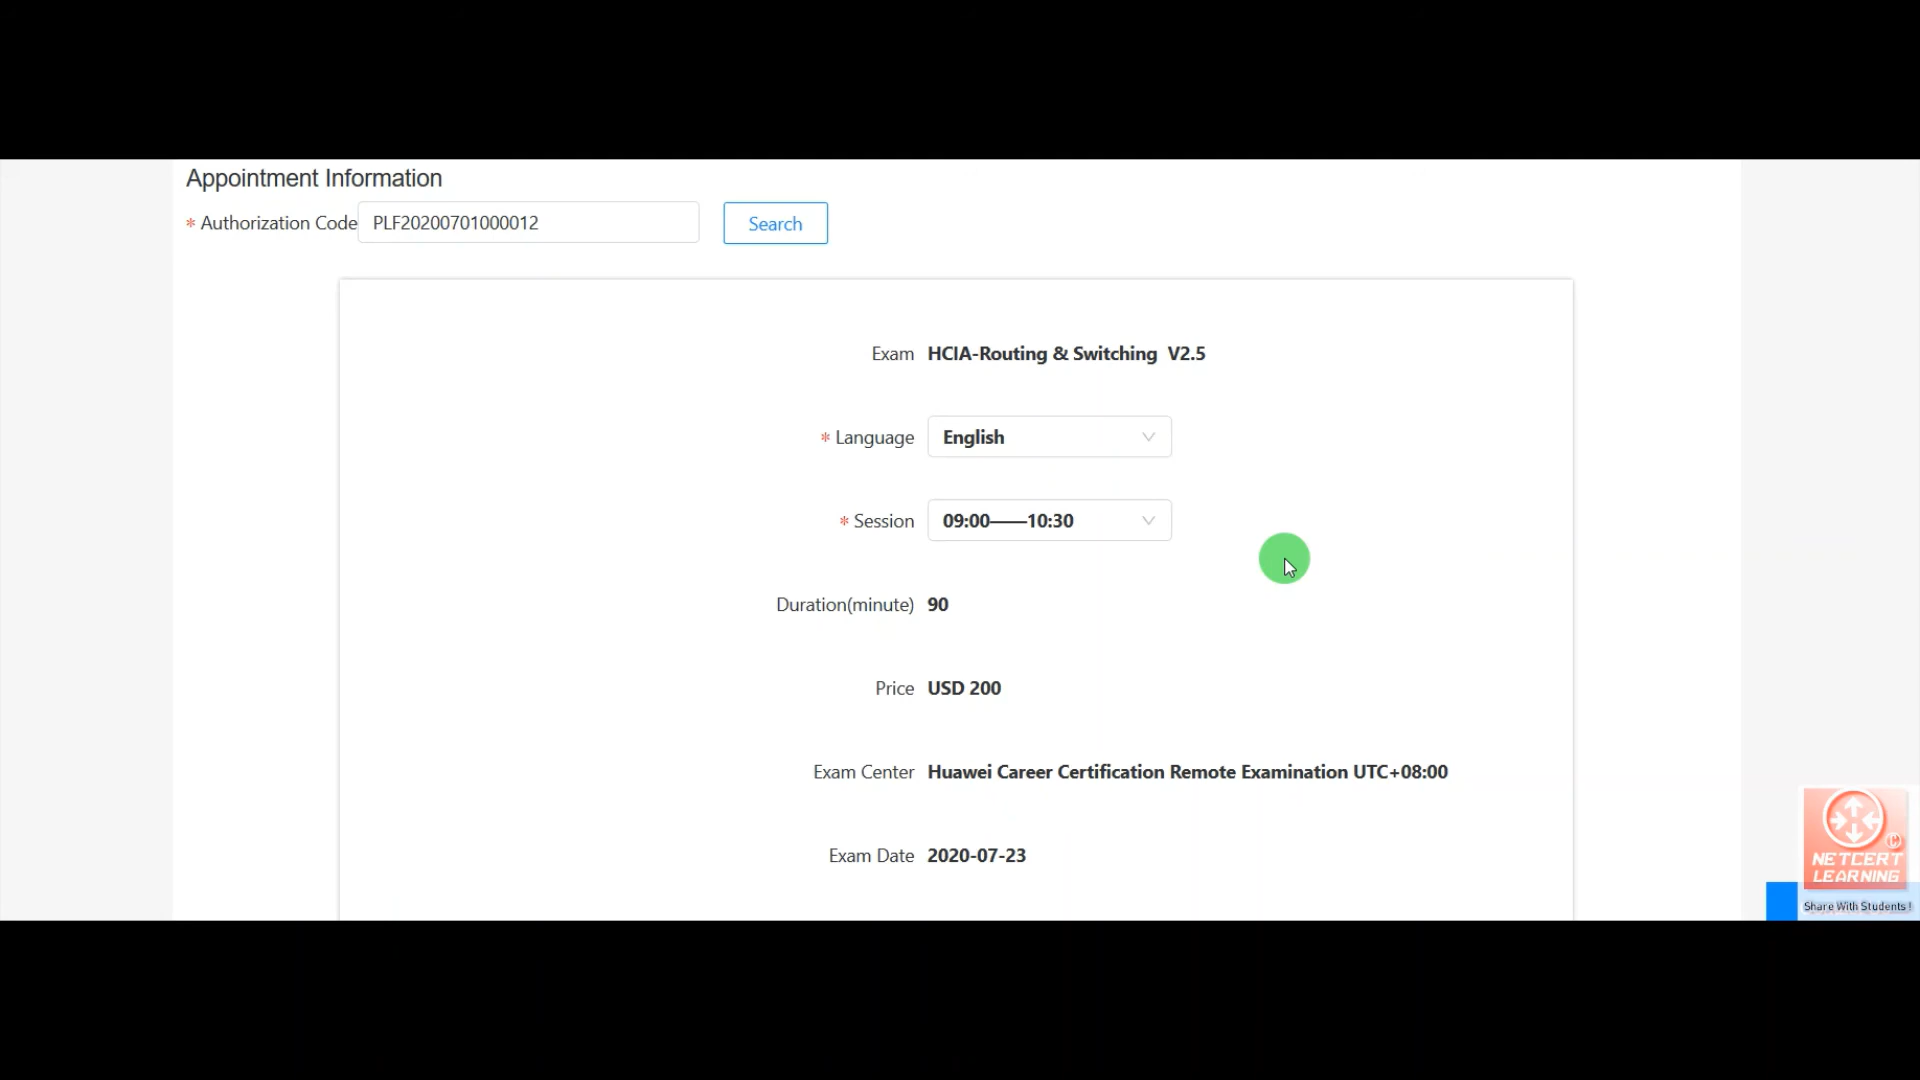 Appointment Information
* Authorization Code PLF20200701000012 Search
Exam HCIA-Routing & Switching V2.5
* Language English
* Session 09:00——10:30
Duration(minute) 90
Price USD 200
Exam Center Huawei Career Certification Remote Examination UTC+08:00
Exam Date 2020-07-23
NETCERT
LEARNING
Share With Students !